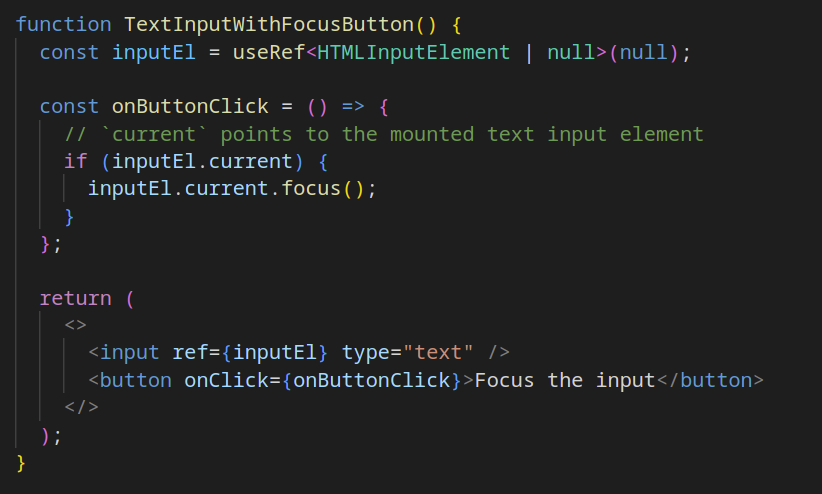 function TextInputWithFocusButton() {
  const inputEl = useRef<HTMLInputElement | null>(null);

  const onButtonClick = () => {
    // `current` points to the mounted text input element
    if (inputEl.current) {
      inputEl.current.focus();
    }
  };

  return (
    <>
      <input ref={inputEl} type="text" />
      <button onClick={onButtonClick}>Focus the input</button>
    </>
  );
}